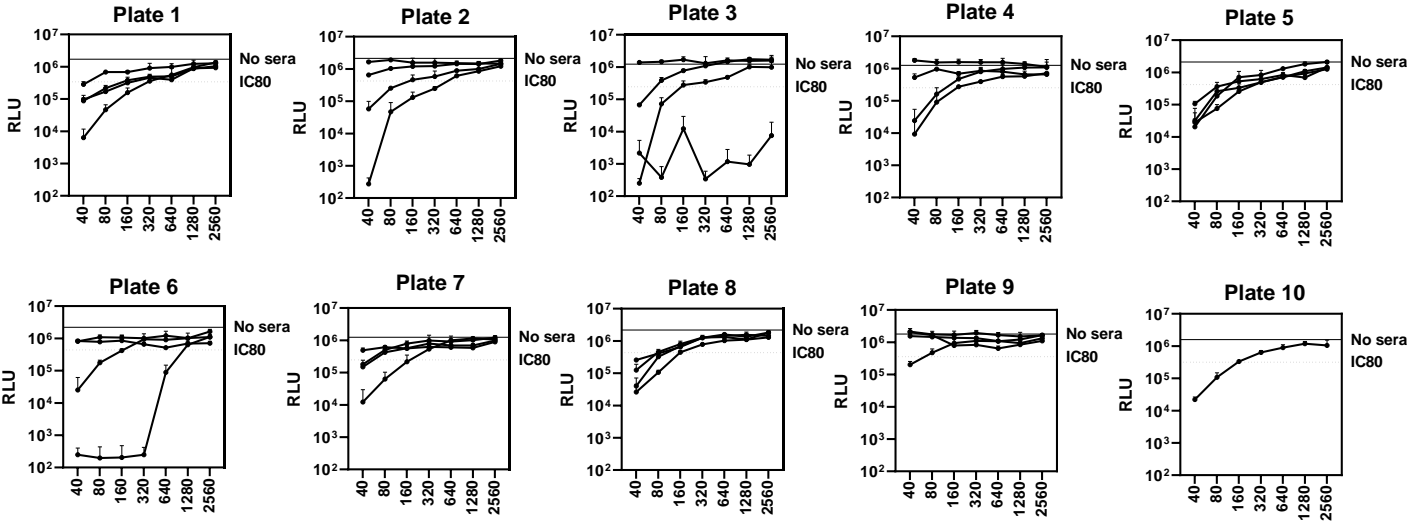 Plate 1
10⁷
10⁶
10⁵
10⁴
10³
10²
RLU
No sera
IC80
40 80 160 320 640 1280 2560
Plate 2
10⁷
10⁶
10⁵
10⁴
10³
10²
RLU
No sera
IC80
40 80 160 320 640 1280 2560
Plate 3
10⁷
10⁶
10⁵
10⁴
10³
10²
RLU
No sera
IC80
40 80 160 320 640 1280 2560
Plate 4
10⁷
10⁶
10⁵
10⁴
10³
10²
RLU
No sera
IC80
40 80 160 320 640 1280 2560
Plate 5
10⁷
10⁶
10⁵
10⁴
10³
10²
RLU
No sera
IC80
40 80 160 320 640 1280 2560
Plate 6
10⁷
10⁶
10⁵
10⁴
10³
10²
RLU
No sera
IC80
40 80 160 320 640 1280 2560
Plate 7
10⁷
10⁶
10⁵
10⁴
10³
10²
RLU
No sera
IC80
40 80 160 320 640 1280 2560
Plate 8
10⁷
10⁶
10⁵
10⁴
10³
10²
RLU
No sera
IC80
40 80 160 320 640 1280 2560
Plate 9
10⁷
10⁶
10⁵
10⁴
10³
10²
RLU
No sera
IC80
40 80 160 320 640 1280 2560
Plate 10
10⁷
10⁶
10⁵
10⁴
10³
10²
RLU
No sera
IC80
40 80 160 320 640 1280 2560